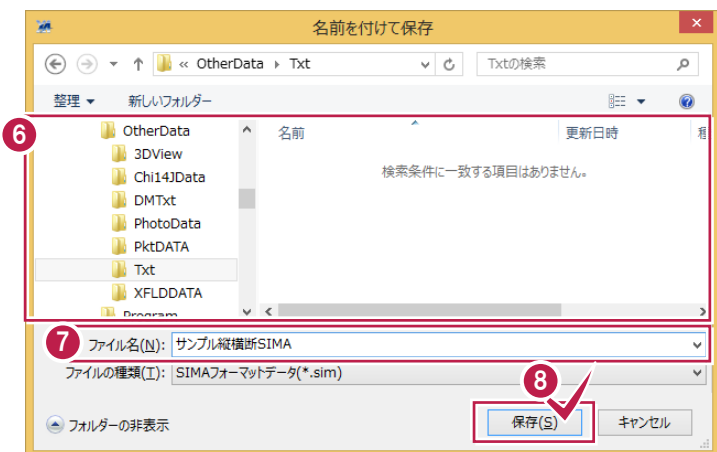 名前を付けて保存
« OtherData ▸ Txt
Txtの検索
整理 ▼ 新しいフォルダー
6
OtherData
3DView
Chi14JData
DMTxt
PhotoData
PktDATA
Txt
XFLDDATA
Program
名前 更新日時 種
検索条件に一致する項目はありません。
7
ファイル名(N): サンプル縦横断SIMA
ファイルの種類(T): SIMAフォーマットデータ(*.sim)
8
フォルダーの非表示 保存(S) キャンセル